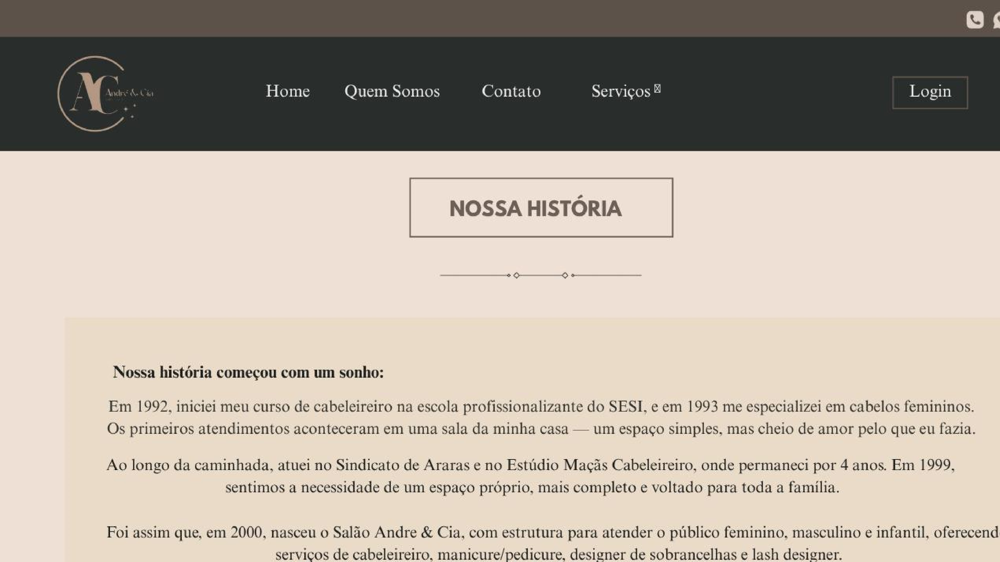 AC
André & Cia
Home
Quem Somos
Contato
Serviços
Login
NOSSA HISTÓRIA
Nossa história começou com um sonho:
Em 1992, iniciei meu curso de cabeleireiro na escola profissionalizante do SESI, e em 1993 me especializei em cabelos femininos.
Os primeiros atendimentos aconteceram em uma sala da minha casa — um espaço simples, mas cheio de amor pelo que eu fazia.
Ao longo da caminhada, atuei no Sindicato de Araras e no Estúdio Maçãs Cabeleireiro, onde permaneci por 4 anos. Em 1999,
sentimos a necessidade de um espaço próprio, mais completo e voltado para toda a família.
Foi assim que, em 2000, nasceu o Salão Andre & Cia, com estrutura para atender o público feminino, masculino e infantil, oferecend
serviços de cabeleireiro, manicure/pedicure, designer de sobrancelhas e lash designer.